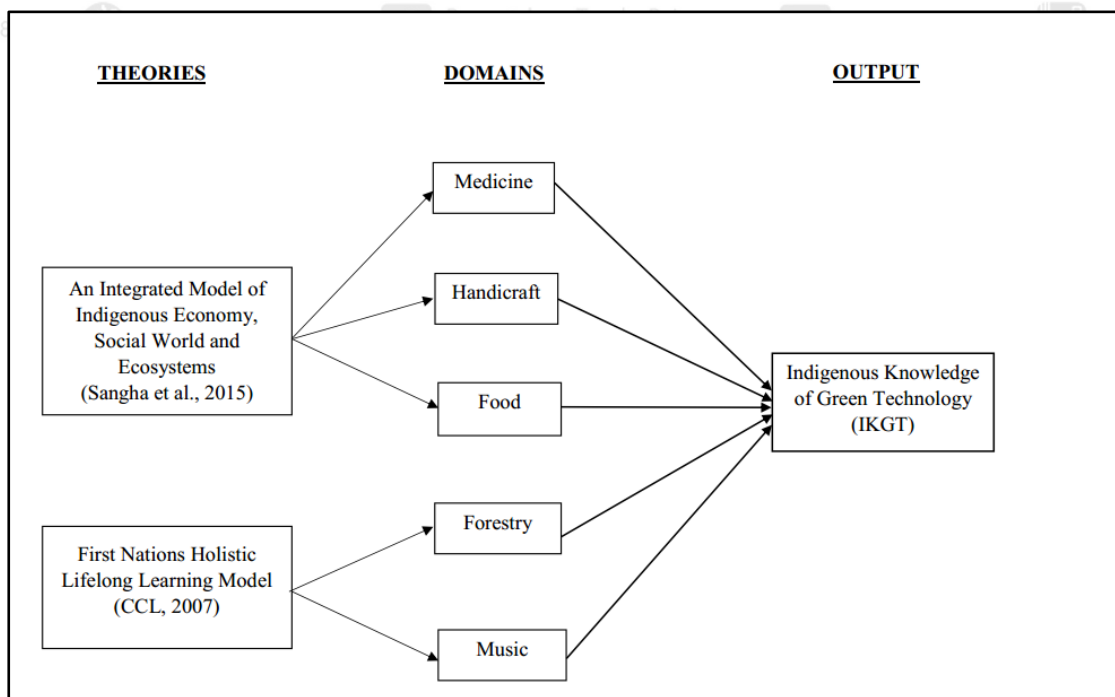 THEORIES
DOMAINS
OUTPUT
Medicine
An Integrated Model of
Indigenous Economy,
Social World and
Ecosystems
(Sangha et al., 2015)
Handicraft
Food
Indigenous Knowledge
of Green Technology
(IKGT)
First Nations Holistic
Lifelong Learning Model
(CCL, 2007)
Forestry
Music